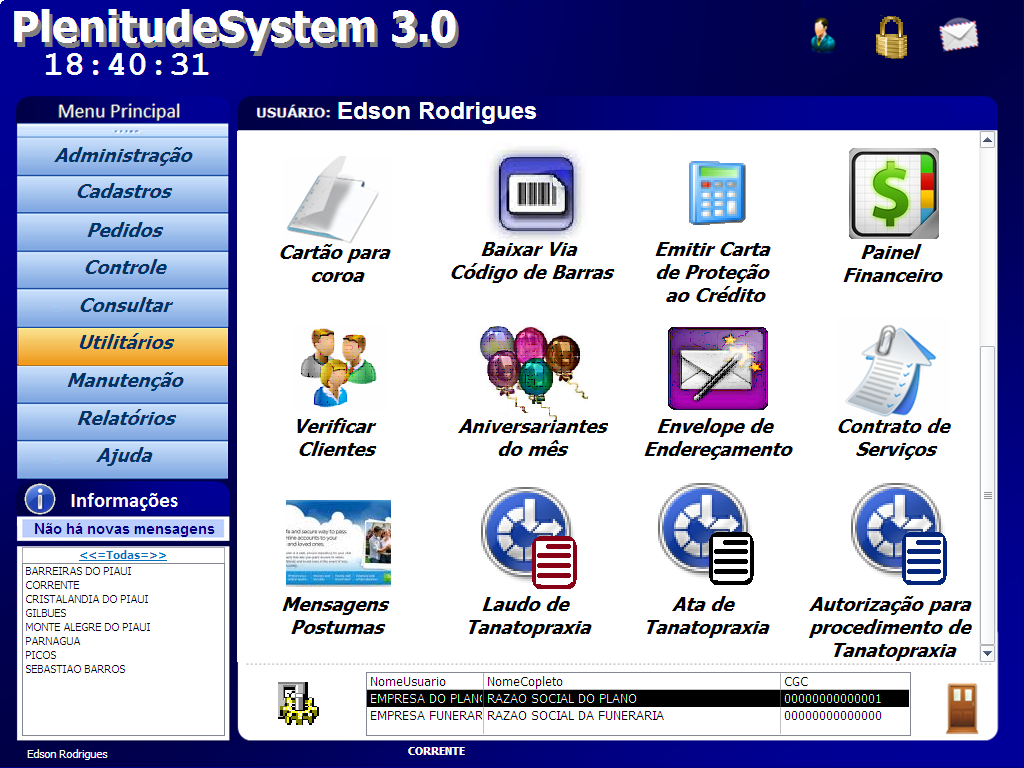 PlenitudeSystem 3.0
18:40:31
Menu Principal
USUÁRIO: Edson Rodrigues
Administração
Cadastros
Pedidos
Controle
Consultar
Utilitários
Manutenção
Relatórios
Ajuda
Informações
Não há novas mensagens
<<=Todas=>>
BARREIRAS DO PIAUI
CORRENTE
CRISTALANDIA DO PIAUI
GILBUES
MONTE ALEGRE DO PIAUI
PARNAGUA
PICOS
SEBASTIAO BARROS
Cartão para
coroa
Baixar Via
Código de Barras
Emitir Carta
de Proteção
ao Crédito
Painel
Financeiro
Verificar
Clientes
Aniversariantes
do mês
Envelope de
Endereçamento
Contrato de
Serviços
Mensagens
Postumas
Laudo de
Tanatopraxia
Ata de
Tanatopraxia
Autorização para
procedimento de
Tanatopraxia
NomeUsuario NomeCopleto CGC
EMPRESA DO PLANO RAZAO SOCIAL DO PLANO 00000000000001
EMPRESA FUNERAR RAZAO SOCIAL DA FUNERARIA 00000000000000
Edson Rodrigues
CORRENTE